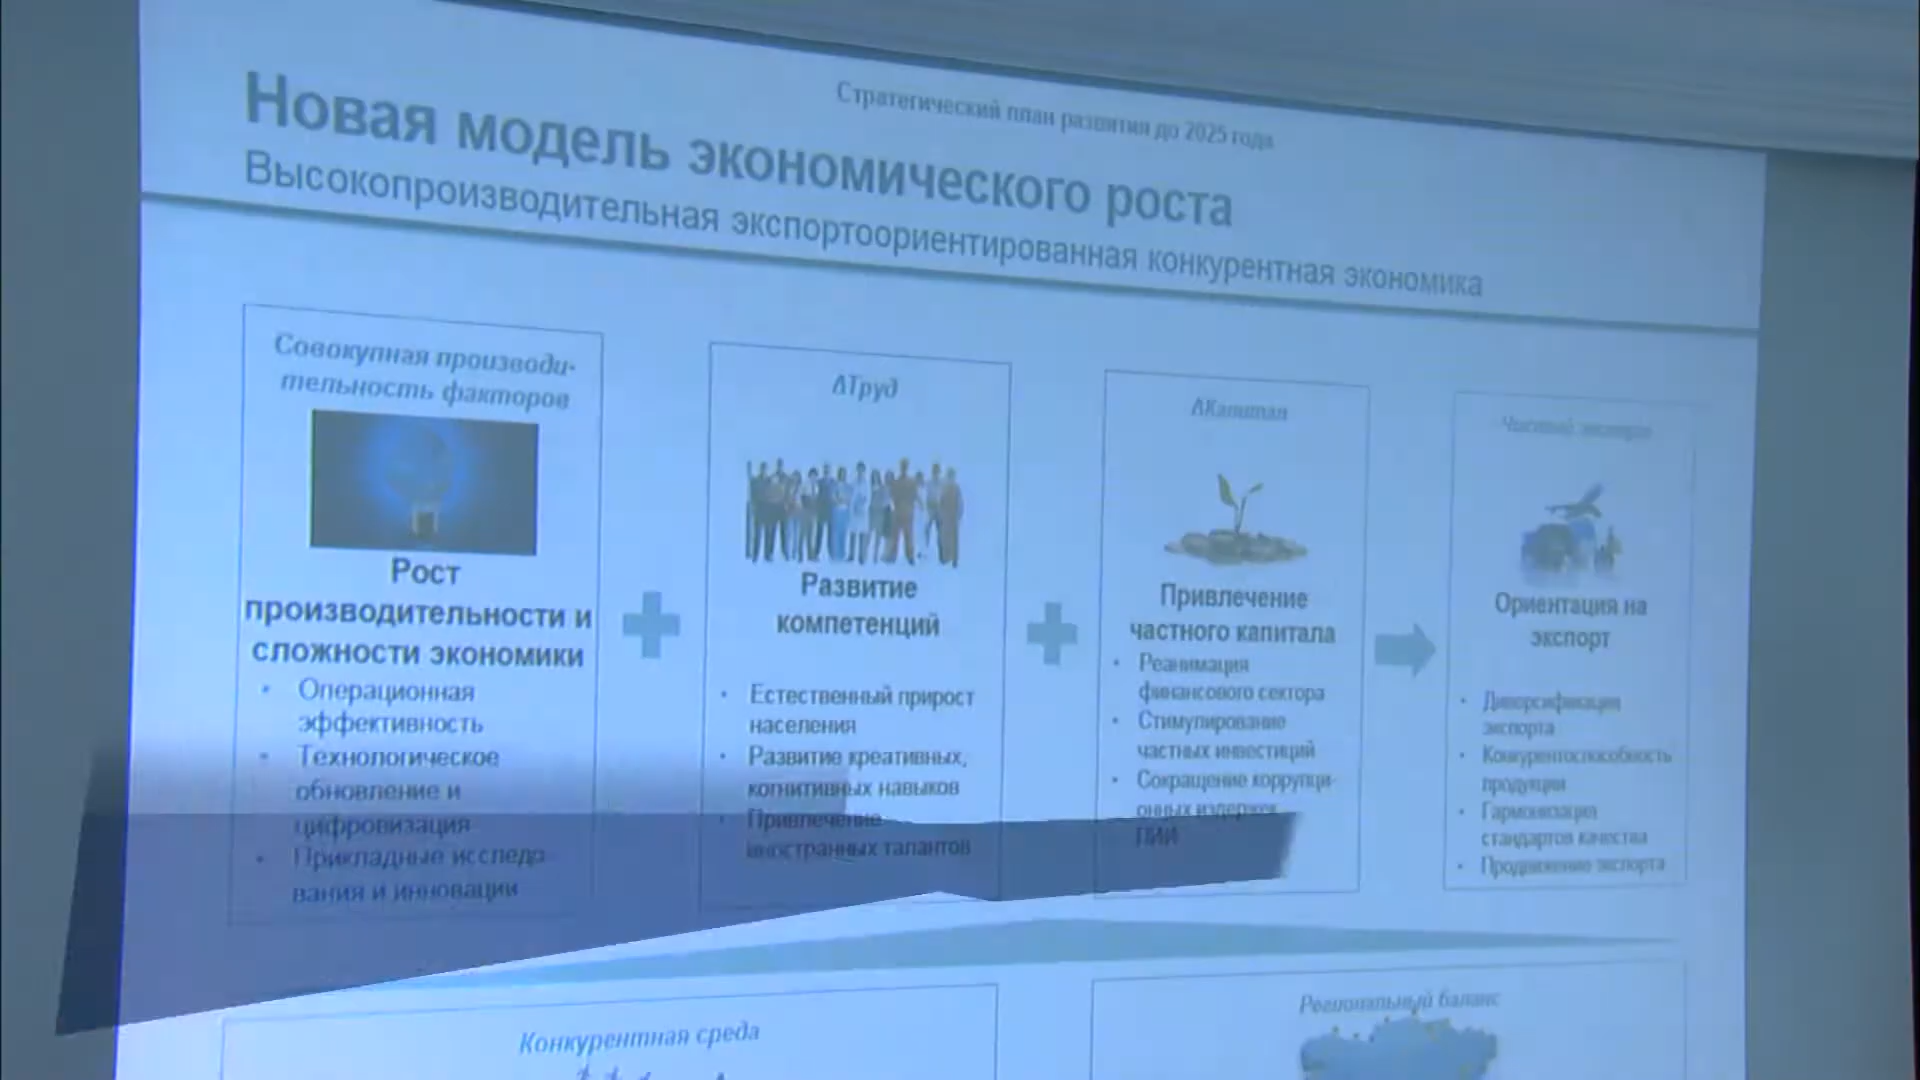 Стратегический план развития до 2025 года
Новая модель экономического роста
Высокопроизводительная экспортоориентированная конкурентная экономика
Совокупная производи-
тельность факторов
Рост
производительности и
сложности экономики
• Операционная
эффективность
• Технологическое
обновление и
цифровизация
• Прикладные исследо-
вания и инновации
ΔТруд
Развитие
компетенций
• Естественный прирост
населения
• Развитие креативных,
когнитивных навыков
• Привлечение
иностранных талантов
ΔКапитал
Привлечение
частного капитала
• Реанимация
финансового сектора
• Стимулирование
частных инвестиций
• Сокращение коррупци-
онных издержек
ПИИ
Чистый экспорт
Ориентация на
экспорт
• Диверсификация
экспорта
• Конкурентоспособность
продукции
• Гармонизация
стандартов качества
• Продвижение экспорта
Конкурентная среда
Региональный баланс